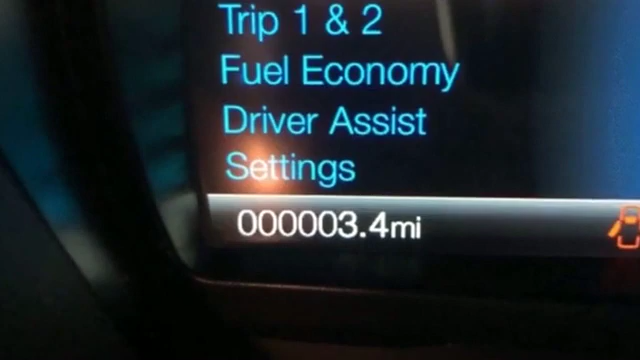 Trip 1 & 2
Fuel Economy
Driver Assist
Settings
000003.4mi